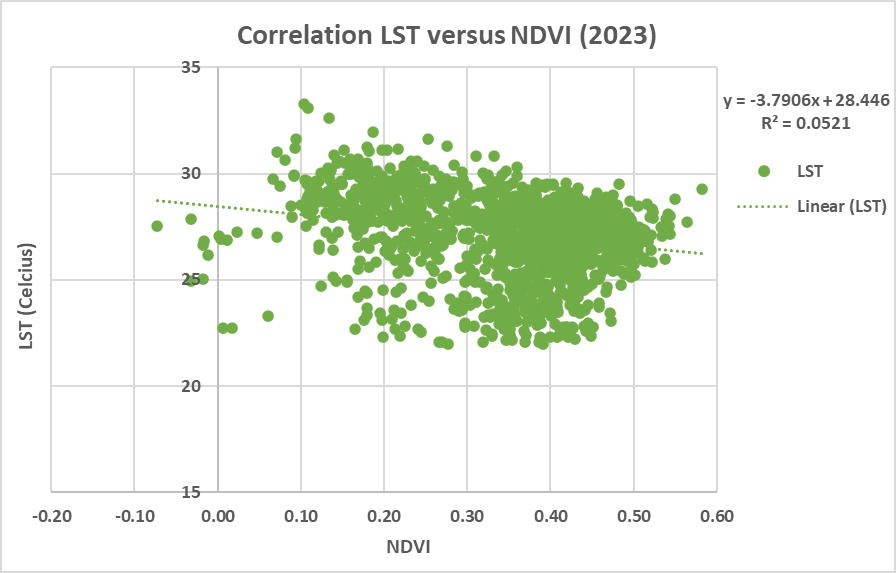 Correlation LST versus NDVI (2023)
35
30
25
20
15
LST (Celcius)
-0.20 -0.10 0.00 0.10 0.20 0.30 0.40 0.50 0.60
NDVI
y = -3.7906x + 28.446
R² = 0.0521
LST
Linear (LST)